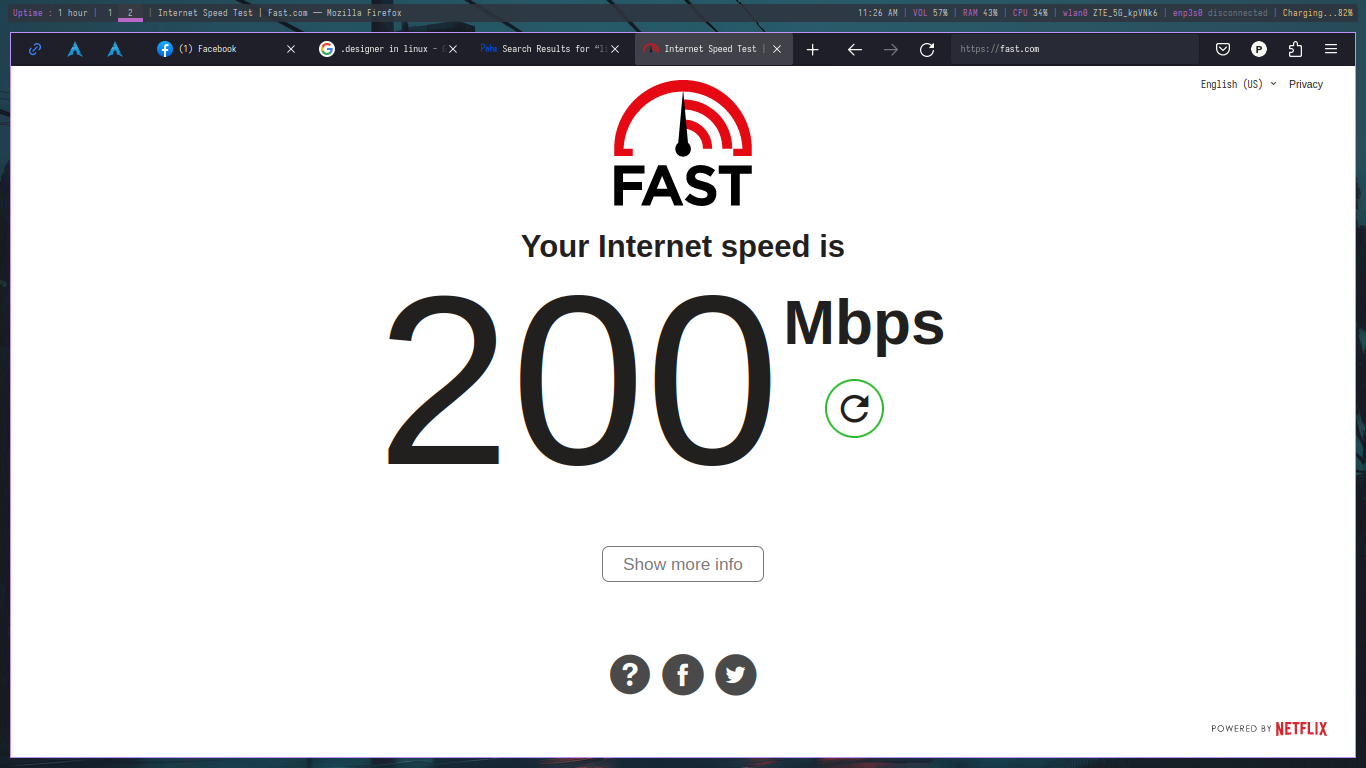 Uptime : 1 hour | 1 2 | Internet Speed Test | Fast.com — Mozilla Firefox 11:26 AM | VOL 57% | RAM 43% | CPU 34% | wlan0 ZTE_5G_kpVNk6 | enp3s0 disconnected | Charging...82%
(1) Facebook .designer in linux - Paha Search Results for “li Internet Speed Test | https://fast.com P
English (US) Privacy
FAST
Your Internet speed is
200 Mbps
Show more info
?
POWERED BY NETFLIX